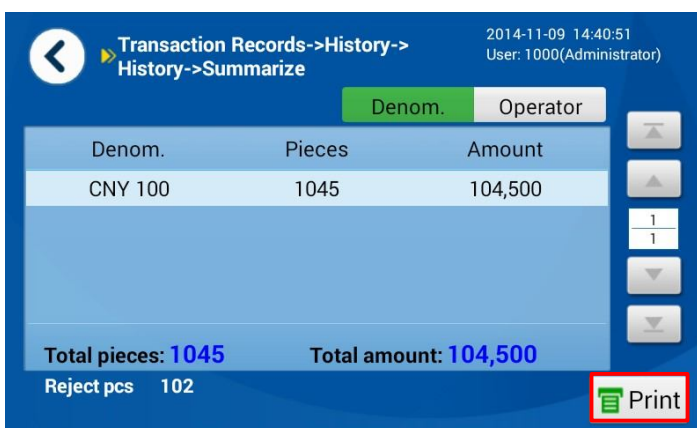 Transaction Records->History->
History->Summarize
2014-11-09 14:40:51
User: 1000(Administrator)
Denom. Operator
Denom. Pieces Amount
CNY 100 1045 104,500
1
1
Total pieces: 1045 Total amount: 104,500
Reject pcs 102
Print